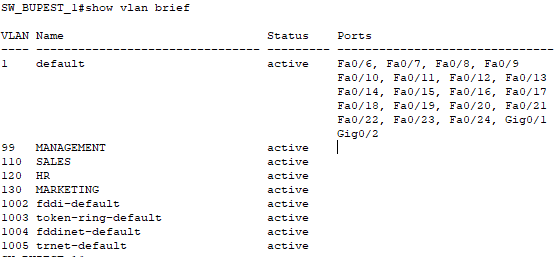 SW_BUPEST_1#show vlan brief
VLAN Name Status Ports
---- -------------------------------- --------- -------------------------------
1 default active Fa0/6, Fa0/7, Fa0/8, Fa0/9
Fa0/10, Fa0/11, Fa0/12, Fa0/13
Fa0/14, Fa0/15, Fa0/16, Fa0/17
Fa0/18, Fa0/19, Fa0/20, Fa0/21
Fa0/22, Fa0/23, Fa0/24, Gig0/1
Gig0/2
99 MANAGEMENT active
110 SALES active
120 HR active
130 MARKETING active
1002 fddi-default active
1003 token-ring-default active
1004 fddinet-default active
1005 trnet-default active